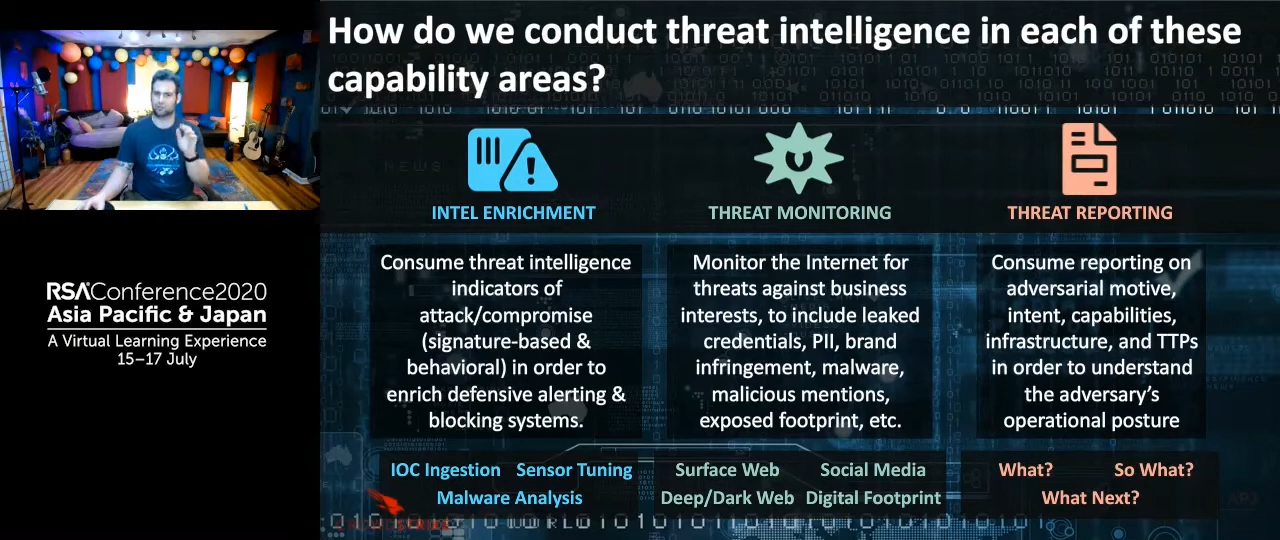 How do we conduct threat intelligence in each of these
capability areas?
INTEL ENRICHMENT
Consume threat intelligence
indicators of
attack/compromise
(signature-based &
behavioral) in order to
enrich defensive alerting &
blocking systems.
IOC Ingestion Sensor Tuning
Malware Analysis
THREAT MONITORING
Monitor the Internet for
threats against business
interests, to include leaked
credentials, PII, brand
infringement, malware,
malicious mentions,
exposed footprint, etc.
Surface Web Social Media
Deep/Dark Web Digital Footprint
THREAT REPORTING
Consume reporting on
adversarial motive,
intent, capabilities,
infrastructure, and TTPs
in order to understand
the adversary's
operational posture
What? So What?
What Next?
RSAConference2020
Asia Pacific & Japan
A Virtual Learning Experience
15–17 July
NEWS
WORLD